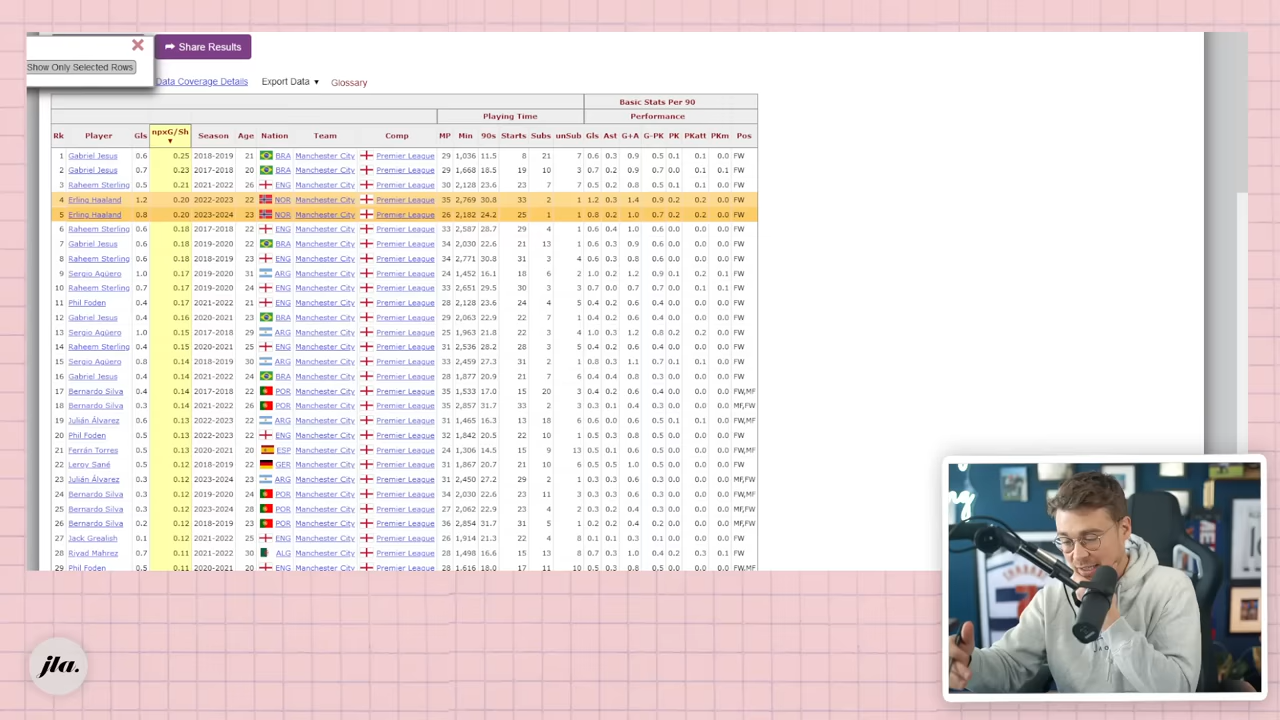 Share Results
Show Only Selected Rows
Data Coverage Details Export Data ▼ Glossary
Basic Stats Per 90
Playing Time Performance
Rk Player Gls npxG/Sh ▼ Season Age Nation Team Comp MP Min 90s Starts Subs unSub Gls Ast G+A G-PK PK PKatt PKm Pos
1 Gabriel Jesus 0.6 0.25 2018-2019 21 BRA Manchester City Premier League 29 1,036 11.5 8 21 7 0.6 0.3 0.9 0.5 0.1 0.1 0.0 FW
2 Gabriel Jesus 0.7 0.23 2017-2018 20 BRA Manchester City Premier League 29 1,668 18.5 19 10 7 0.7 0.2 0.9 0.6 0.1 0.1 0.1 FW
3 Raheem Sterling 0.5 0.21 2021-2022 26 ENG Manchester City Premier League 30 2,128 23.6 23 7 7 0.5 0.2 0.8 0.5 0.1 0.1 0.0 FW
4 Erling Haaland 1.2 0.20 2022-2023 22 NOR Manchester City Premier League 35 2,769 30.8 33 2 1 1.2 0.3 1.4 0.9 0.2 0.2 0.0 FW
5 Erling Haaland 0.8 0.20 2023-2024 23 NOR Manchester City Premier League 26 2,182 24.2 25 1 1 0.8 0.2 1.0 0.7 0.2 0.2 0.0 FW
6 Raheem Sterling 0.6 0.18 2017-2018 22 ENG Manchester City Premier League 33 2,587 28.7 29 4 1 0.6 0.4 1.0 0.6 0.0 0.1 0.1 FW
7 Gabriel Jesus 0.6 0.18 2019-2020 22 BRA Manchester City Premier League 34 2,030 22.6 21 13 1 0.6 0.3 0.9 0.6 0.0 0.1 0.1 FW
8 Raheem Sterling 0.6 0.18 2018-2019 23 ENG Manchester City Premier League 34 2,771 30.8 31 3 4 0.6 0.3 0.8 0.6 0.0 0.0 0.0 FW
9 Sergio Agüero 1.0 0.17 2019-2020 31 ARG Manchester City Premier League 24 1,452 16.1 18 6 2 1.0 0.2 1.2 0.9 0.1 0.2 0.1 FW
10 Raheem Sterling 0.7 0.17 2019-2020 24 ENG Manchester City Premier League 33 2,651 29.5 30 3 3 0.7 0.0 0.7 0.7 0.0 0.1 0.1 FW
11 Phil Foden 0.4 0.17 2021-2022 21 ENG Manchester City Premier League 28 2,128 23.6 24 4 5 0.4 0.2 0.6 0.4 0.0 0.0 0.0 FW
12 Gabriel Jesus 0.4 0.16 2020-2021 23 BRA Manchester City Premier League 29 2,063 22.9 22 7 1 0.4 0.2 0.6 0.4 0.0 0.0 0.0 FW
13 Sergio Agüero 1.0 0.15 2017-2018 29 ARG Manchester City Premier League 25 1,963 21.8 22 3 4 1.0 0.3 1.2 0.8 0.2 0.2 0.0 FW
14 Raheem Sterling 0.4 0.15 2020-2021 25 ENG Manchester City Premier League 31 2,536 28.2 28 3 5 0.4 0.2 0.6 0.4 0.0 0.1 0.1 FW
15 Sergio Agüero 0.8 0.14 2018-2019 30 ARG Manchester City Premier League 33 2,459 27.3 31 2 1 0.8 0.3 1.1 0.7 0.1 0.1 0.0 FW
16 Gabriel Jesus 0.4 0.14 2021-2022 24 BRA Manchester City Premier League 28 1,877 20.9 21 7 6 0.4 0.4 0.8 0.3 0.0 0.0 0.0 FW
17 Bernardo Silva 0.4 0.14 2017-2018 22 POR Manchester City Premier League 35 1,533 17.0 15 20 3 0.4 0.2 0.6 0.4 0.0 0.0 0.0 FW,MF
18 Bernardo Silva 0.3 0.14 2021-2022 26 POR Manchester City Premier League 35 2,857 31.7 33 2 3 0.3 0.1 0.4 0.3 0.0 0.0 0.0 MF,FW
19 Julián Álvarez 0.6 0.13 2022-2023 22 ARG Manchester City Premier League 31 1,465 16.3 13 18 6 0.6 0.0 0.6 0.5 0.1 0.1 0.0 FW,MF
20 Phil Foden 0.5 0.13 2022-2023 22 ENG Manchester City Premier League 32 1,842 20.5 22 10 1 0.5 0.3 0.8 0.5 0.0 0.0 0.0 FW
21 Ferrán Torres 0.5 0.13 2020-2021 20 ESP Manchester City Premier League 24 1,306 14.5 15 9 13 0.5 0.1 0.6 0.5 0.0 0.0 0.0 FW,MF
22 Leroy Sané 0.5 0.12 2018-2019 22 GER Manchester City Premier League 31 1,867 20.7 21 10 6 0.5 0.5 1.0 0.5 0.0 0.0 0.0 FW
23 Julián Álvarez 0.3 0.12 2023-2024 23 ARG Manchester City Premier League 31 2,450 27.2 29 2 1 0.4 0.3 0.7 0.3 0.1 0.1 0.0 MF,FW
24 Bernardo Silva 0.3 0.12 2019-2020 24 POR Manchester City Premier League 34 2,030 22.6 23 11 3 0.3 0.3 0.6 0.3 0.0 0.0 0.0 FW,MF
25 Bernardo Silva 0.3 0.12 2023-2024 28 POR Manchester City Premier League 27 2,062 22.9 23 4 2 0.3 0.3 0.6 0.3 0.0 0.0 0.0 MF,FW
26 Bernardo Silva 0.2 0.12 2018-2019 23 POR Manchester City Premier League 36 2,854 31.7 31 5 1 0.2 0.2 0.4 0.2 0.0 0.0 0.0 MF,FW
27 Jack Grealish 0.1 0.12 2021-2022 25 ENG Manchester City Premier League 26 1,914 21.3 22 4 8 0.1 0.1 0.3 0.1 0.0 0.0 0.0 FW
28 Riyad Mahrez 0.7 0.11 2021-2022 30 ALG Manchester City Premier League 28 1,498 16.6 15 13 8 0.7 0.3 1.0 0.4 0.2 0.3 0.1 FW
29 Phil Foden 0.5 0.11 2020-2021 20 ENG Manchester City Premier League 28 1,616 18.0 17 11 10 0.5 0.3 0.8 0.5 0.0 0.0 0.0 FW,MF
jla.